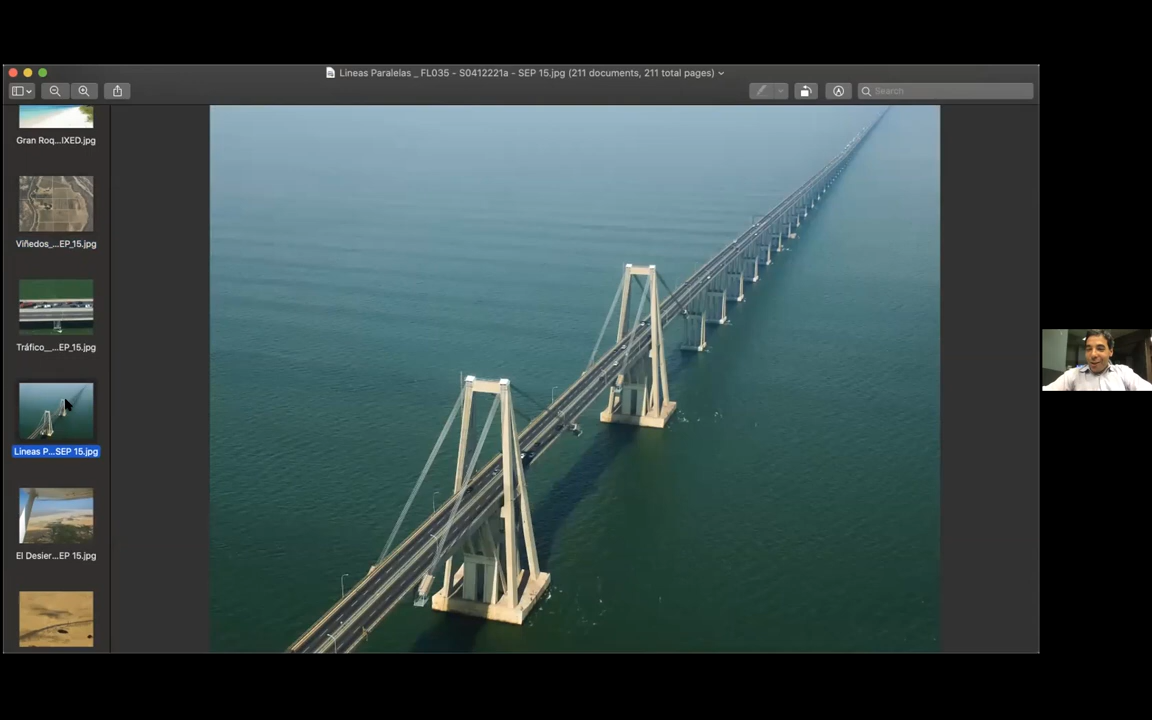 Lineas Paralelas _ FL035 - S0412221a - SEP 15.jpg (211 documents, 211 total pages)
Search
Gran Roq...IXED.jpg
Viñedos_...EP_15.jpg
Tráfico__...EP_15.jpg
Lineas P...SEP 15.jpg
El Desier...EP 15.jpg